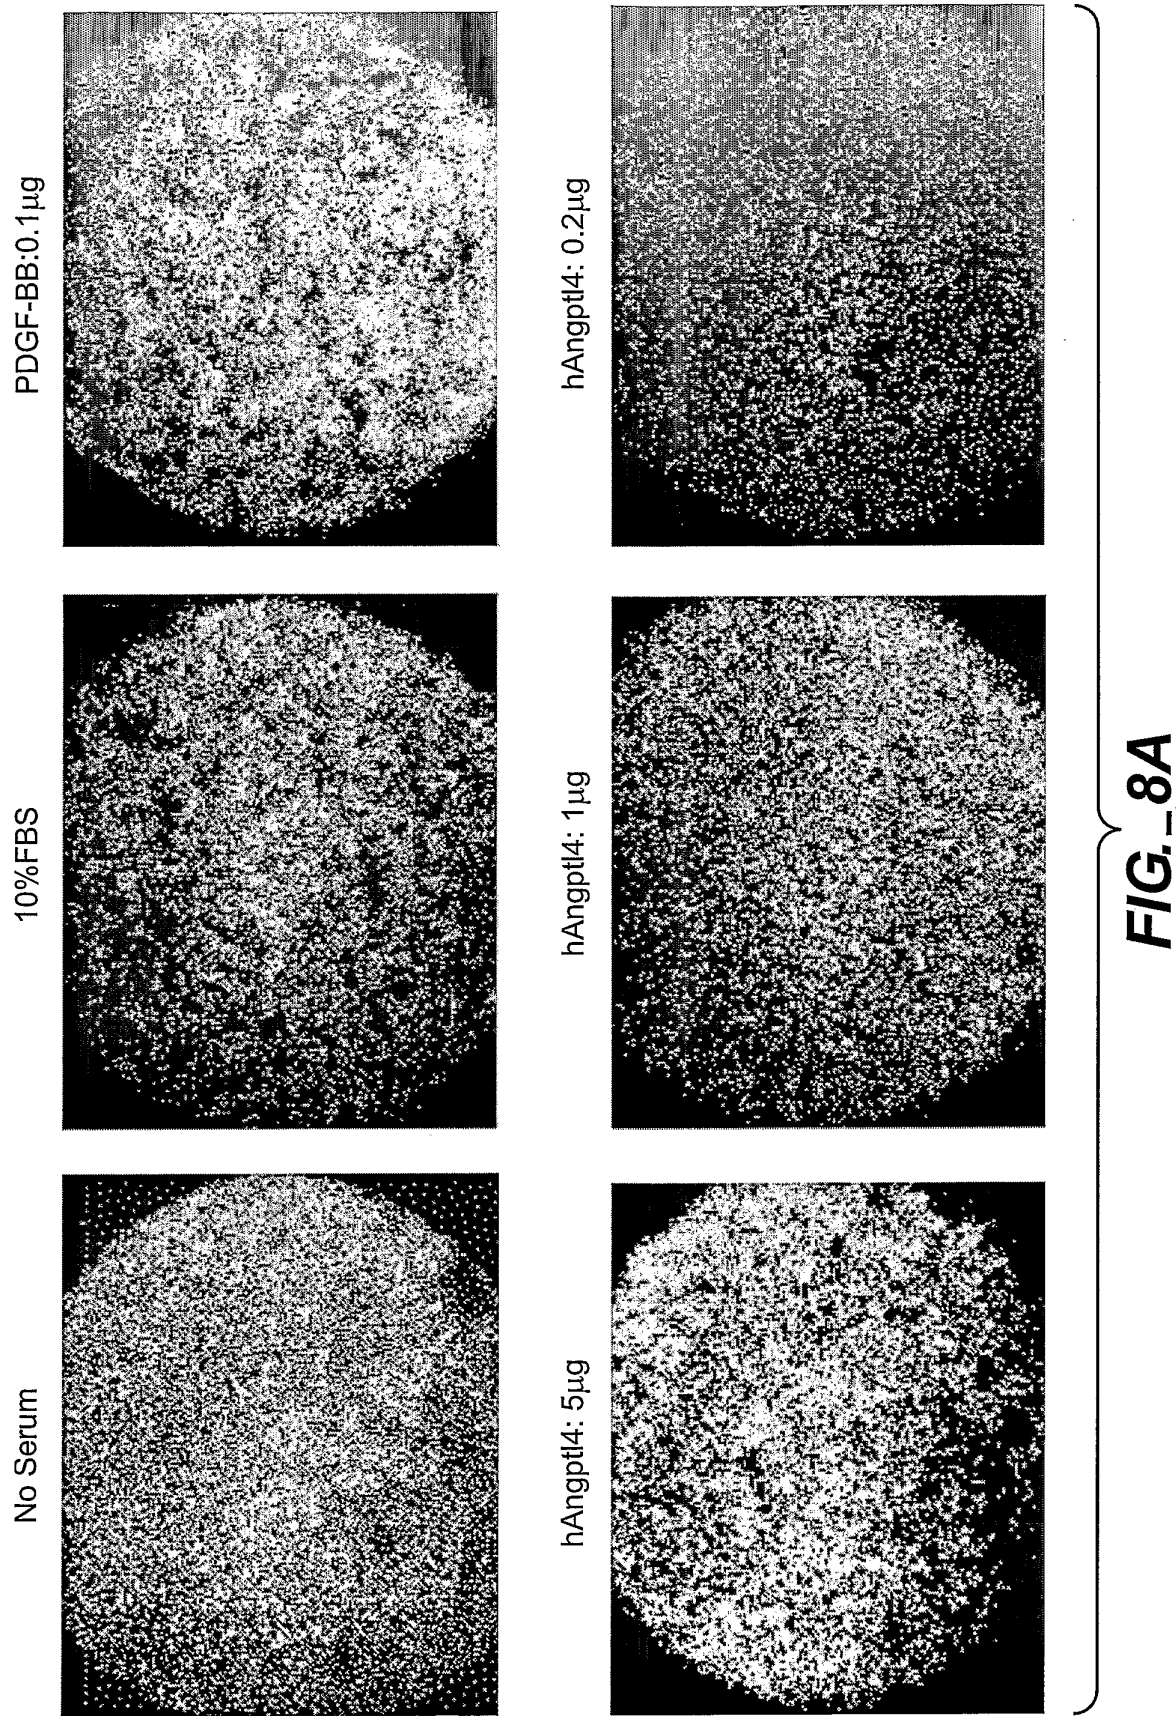 No Serum
10%FBS
PDGF-BB:0.1µg
hAngptl4: 5µg
hAngptl4: 1µg
hAngptl4: 0.2µg
FIG._8A